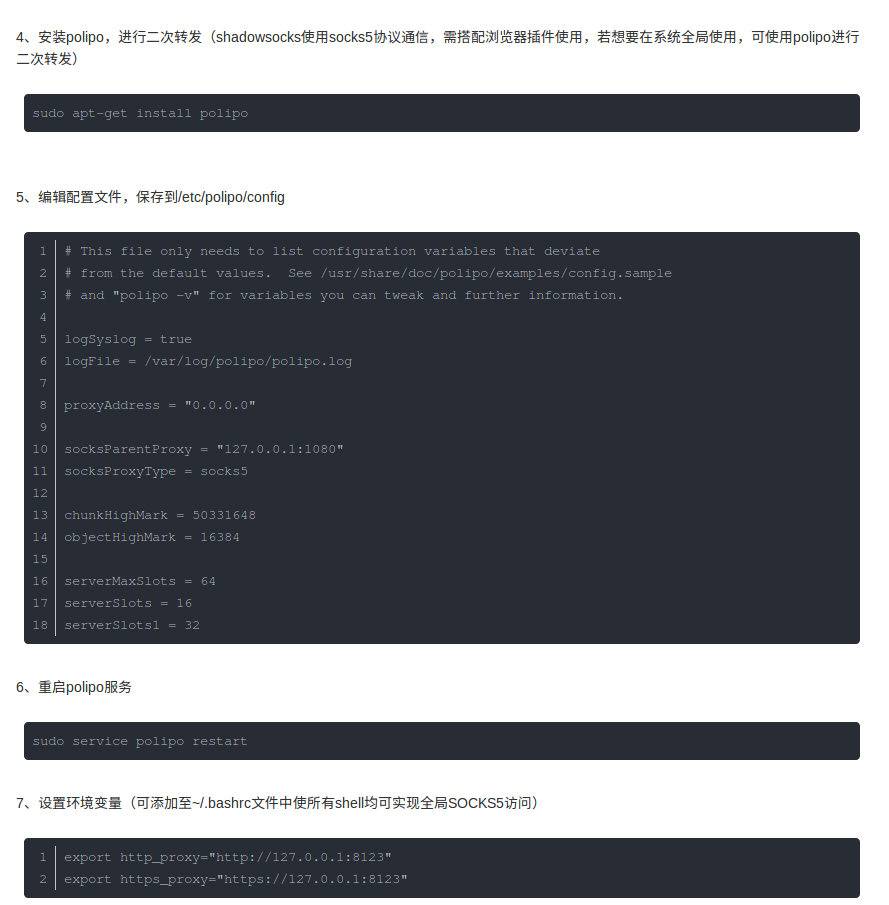 4、安装polipo，进行二次转发（shadowsocks使用socks5协议通信，需搭配浏览器插件使用，若想要在系统全局使用，可使用polipo进行
二次转发）
sudo apt-get install polipo
5、编辑配置文件，保存到/etc/polipo/config
1 # This file only needs to list configuration variables that deviate
2 # from the default values.  See /usr/share/doc/polipo/examples/config.sample
3 # and "polipo -v" for variables you can tweak and further information.
4
5 logSyslog = true
6 logFile = /var/log/polipo/polipo.log
7
8 proxyAddress = "0.0.0.0"
9
10 socksParentProxy = "127.0.0.1:1080"
11 socksProxyType = socks5
12
13 chunkHighMark = 50331648
14 objectHighMark = 16384
15
16 serverMaxSlots = 64
17 serverSlots = 16
18 serverSlots1 = 32
6、重启polipo服务
sudo service polipo restart
7、设置环境变量（可添加至~/.bashrc文件中使所有shell均可实现全局SOCKS5访问）
1 export http_proxy="http://127.0.0.1:8123"
2 export https_proxy="https://127.0.0.1:8123"